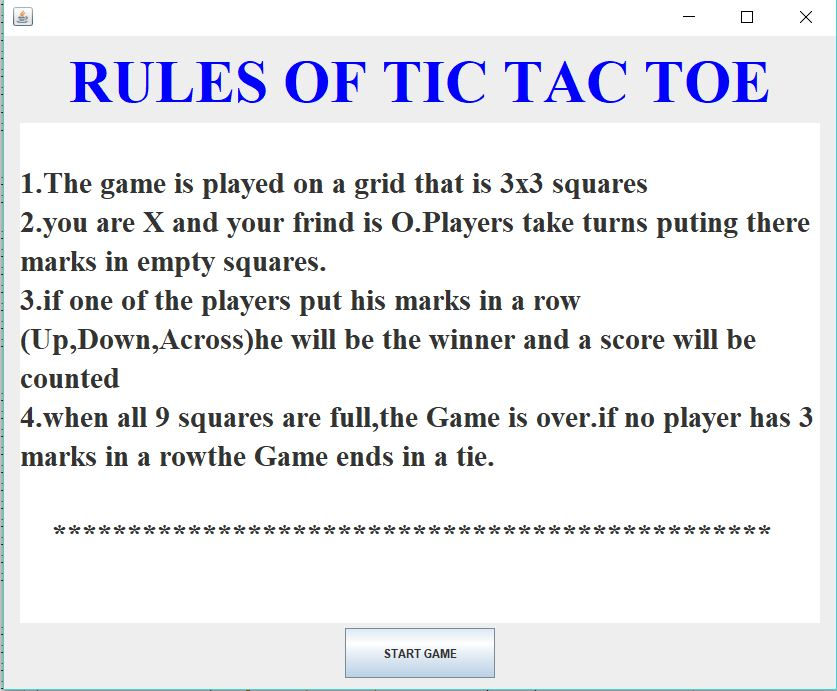 RULES OF TIC TAC TOE
1.The game is played on a grid that is 3x3 squares
2.you are X and your frind is O.Players take turns puting there
marks in empty squares.
3.if one of the players put his marks in a row
(Up,Down,Across)he will be the winner and a score will be
counted
4.when all 9 squares are full,the Game is over.if no player has 3
marks in a rowthe Game ends in a tie.
************************************************
START GAME